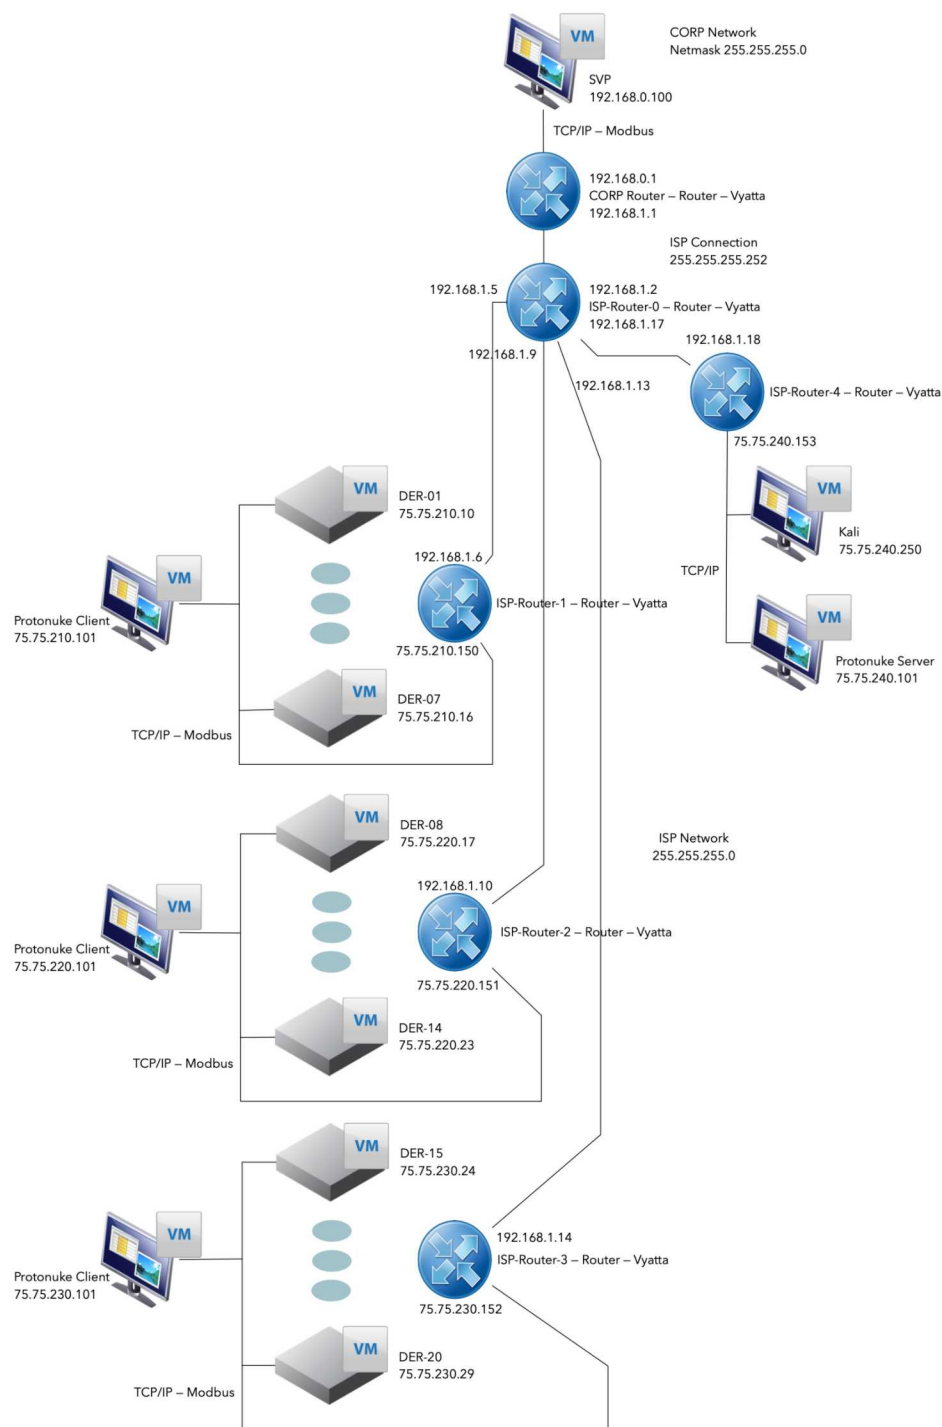 VM
CORP Network
Netmask 255.255.255.0
SVP
192.168.0.100
TCP/IP – Modbus
192.168.0.1
CORP Router – Router – Vyatta
192.168.1.1
ISP Connection
255.255.255.252
192.168.1.5
192.168.1.2
ISP-Router-0 – Router – Vyatta
192.168.1.17
192.168.1.18
192.168.1.9
192.168.1.13
ISP-Router-4 – Router – Vyatta
75.75.240.153
VM
Kali
75.75.240.250
TCP/IP
VM
Protonuke Server
75.75.240.101
VM
DER-01
75.75.210.10
192.168.1.6
VM
Protonuke Client
75.75.210.101
ISP-Router-1 – Router – Vyatta
75.75.210.150
VM
DER-07
75.75.210.16
TCP/IP – Modbus
VM
DER-08
75.75.220.17
ISP Network
255.255.255.0
192.168.1.10
VM
Protonuke Client
75.75.220.101
ISP-Router-2 – Router – Vyatta
75.75.220.151
VM
DER-14
75.75.220.23
TCP/IP – Modbus
VM
DER-15
75.75.230.24
192.168.1.14
VM
Protonuke Client
75.75.230.101
ISP-Router-3 – Router – Vyatta
75.75.230.152
VM
DER-20
75.75.230.29
TCP/IP – Modbus